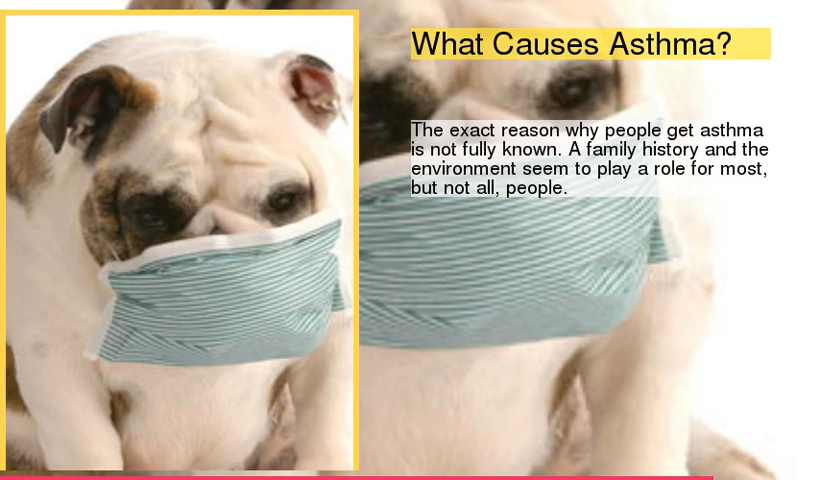 What Causes Asthma?
The exact reason why people get asthma
is not fully known. A family history and the
environment seem to play a role for most,
but not all, people.